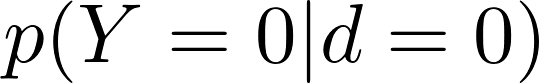 p(Y = 0|d = 0)